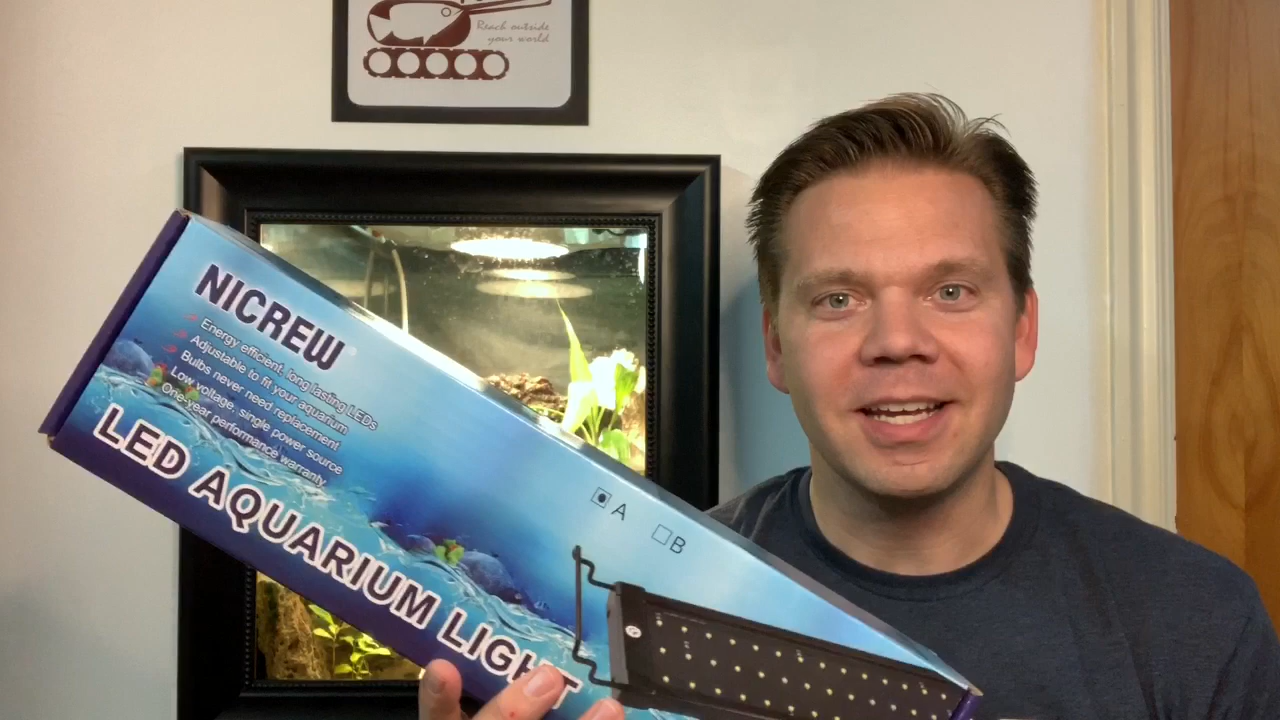 Reach outside
your world
NICREW
Energy efficient, long lasting LEDs
Adjustable to fit your aquarium
Bulbs never need replacement
Low voltage, single power source
One-year performance warranty
LED AQUARIUM LIGHT
A
B